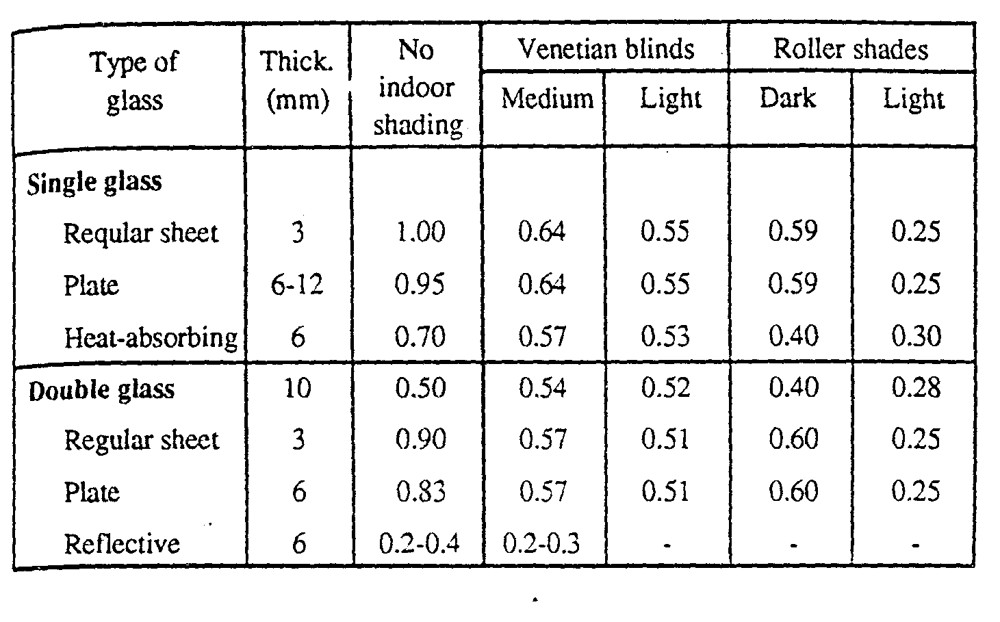 Type of glass Thick. (mm) No indoor shading Venetian blinds Roller shades
Medium Light Dark Light
Single glass
Reqular sheet 3 1.00 0.64 0.55 0.59 0.25
Plate 6-12 0.95 0.64 0.55 0.59 0.25
Heat-absorbing 6 0.70 0.57 0.53 0.40 0.30
Double glass 10 0.50 0.54 0.52 0.40 0.28
Regular sheet 3 0.90 0.57 0.51 0.60 0.25
Plate 6 0.83 0.57 0.51 0.60 0.25
Reflective 6 0.2-0.4 0.2-0.3 - - -